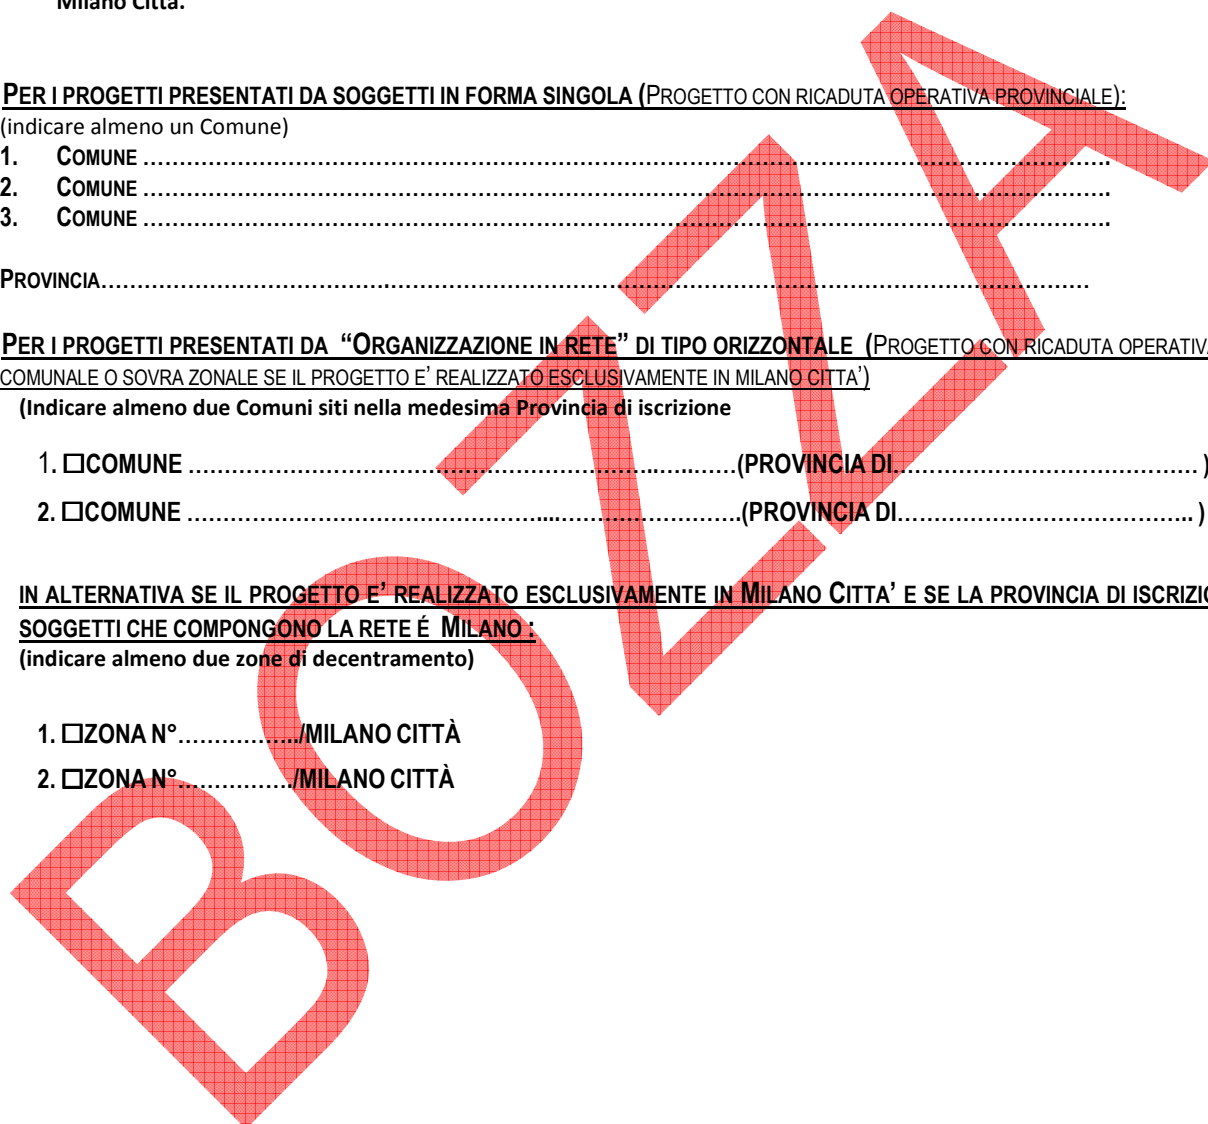 Milano Città.
PER I PROGETTI PRESENTATI DA SOGGETTI IN FORMA SINGOLA (PROGETTO CON RICADUTA OPERATIVA PROVINCIALE):
(indicare almeno un Comune)
1. COMUNE ……………………………………………………………………………………………………………….
2. COMUNE ……………………………………………………………………………………………………………….
3. COMUNE ……………………………………………………………………………………………………………….
PROVINCIA………………………………….…………………………………………………………………………………
PER I PROGETTI PRESENTATI DA “ORGANIZZAZIONE IN RETE” DI TIPO ORIZZONTALE (PROGETTO CON RICADUTA OPERATIVA
COMUNALE O SOVRA ZONALE SE IL PROGETTO E’ REALIZZATO ESCLUSIVAMENTE IN MILANO CITTA’)
(Indicare almeno due Comuni siti nella medesima Provincia di iscrizione
1. ☐COMUNE ………………………………………………………..…..……(PROVINCIA DI…………………………………… )
2. ☐COMUNE …………………………………………....…………………….(PROVINCIA DI………………………………….. )
IN ALTERNATIVA SE IL PROGETTO E’ REALIZZATO ESCLUSIVAMENTE IN MILANO CITTA’ E SE LA PROVINCIA DI
SOGGETTI CHE COMPONGONO LA RETE É MILANO :
(indicare almeno due zone di decentramento)
1. ☐ZONA N°……………../MILANO CITTÀ
2. ☐ZONA N°……………./MILANO CITTÀ
BOZZA